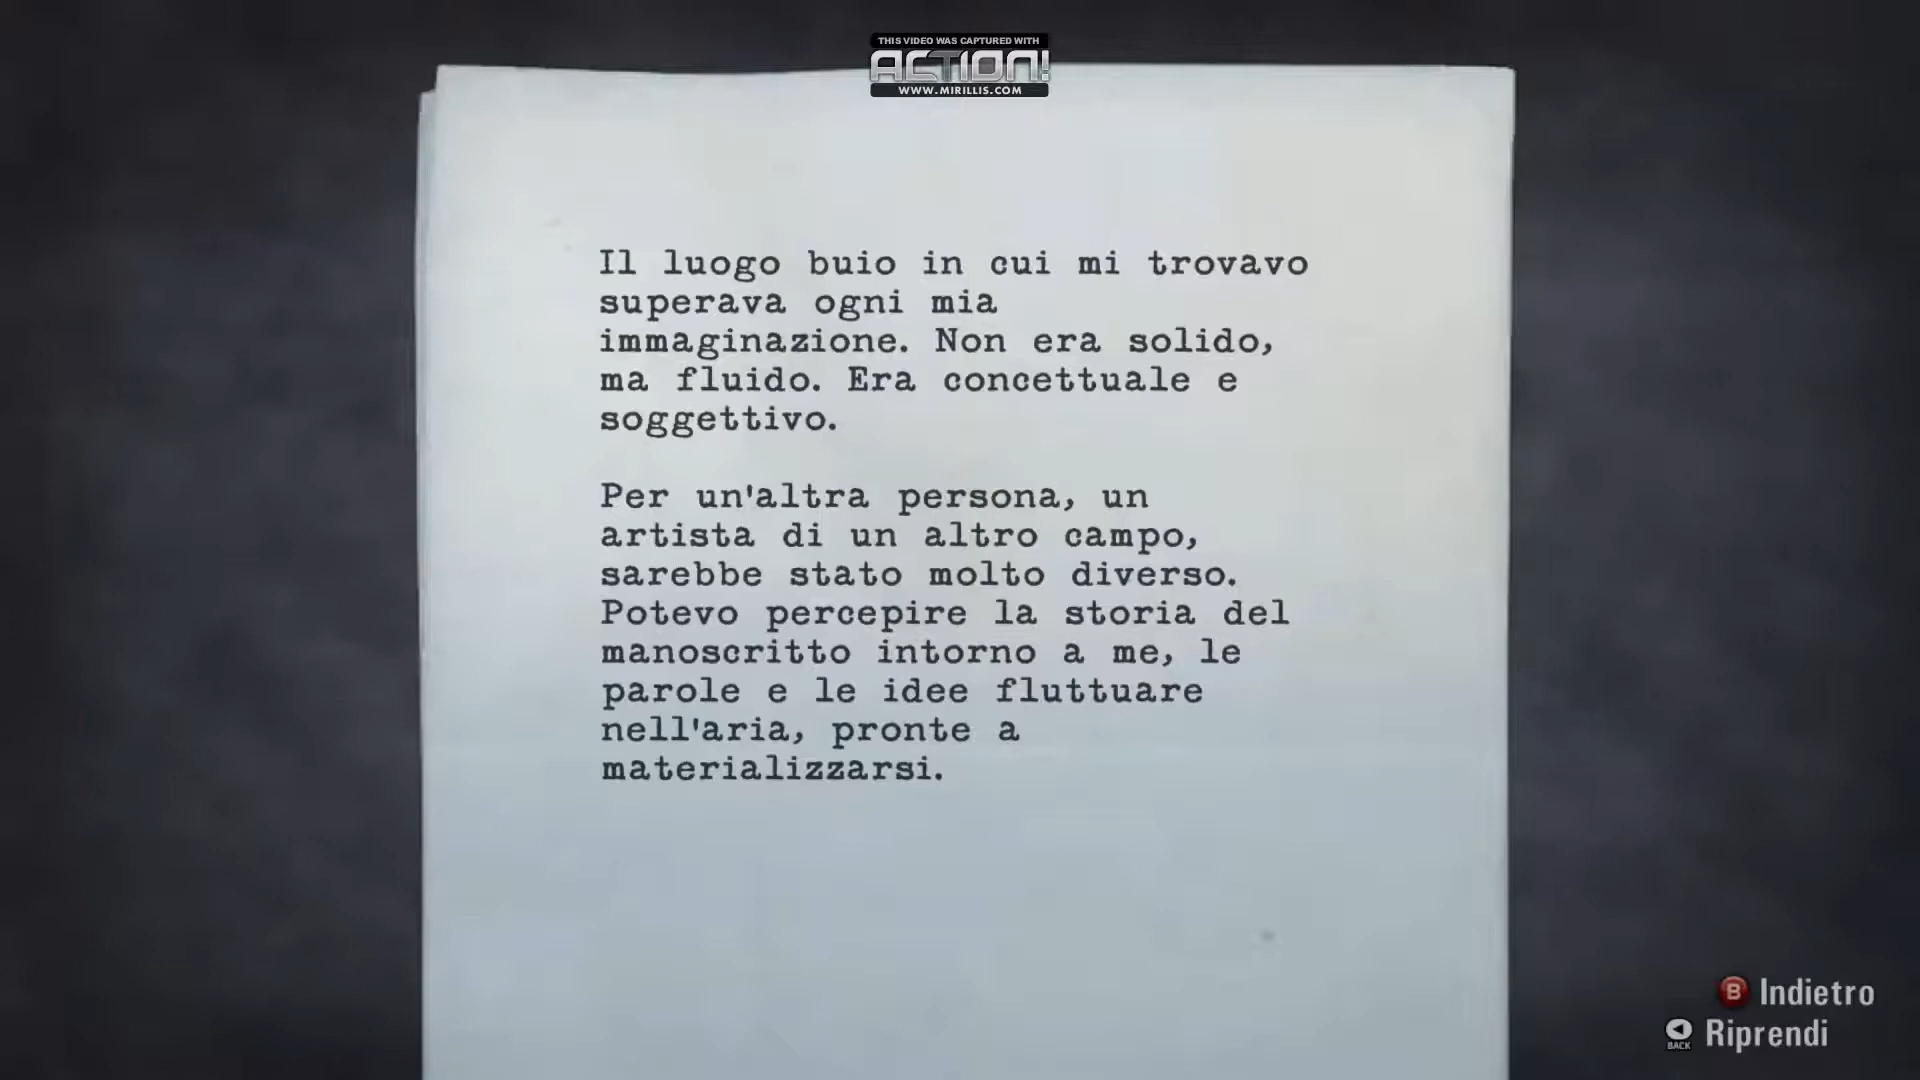 THIS VIDEO WAS CAPTURED WITH
ACTION!
WWW.MIRILLIS.COM
Il luogo buio in cui mi trovavo
superava ogni mia
immaginazione. Non era solido,
ma fluido. Era concettuale e
soggettivo.
Per un'altra persona, un
artista di un altro campo,
sarebbe stato molto diverso.
Potevo percepire la storia del
manoscritto intorno a me, le
parole e le idee fluttuare
nell'aria, pronte a
materializzarsi.
B Indietro
BACK Riprendi